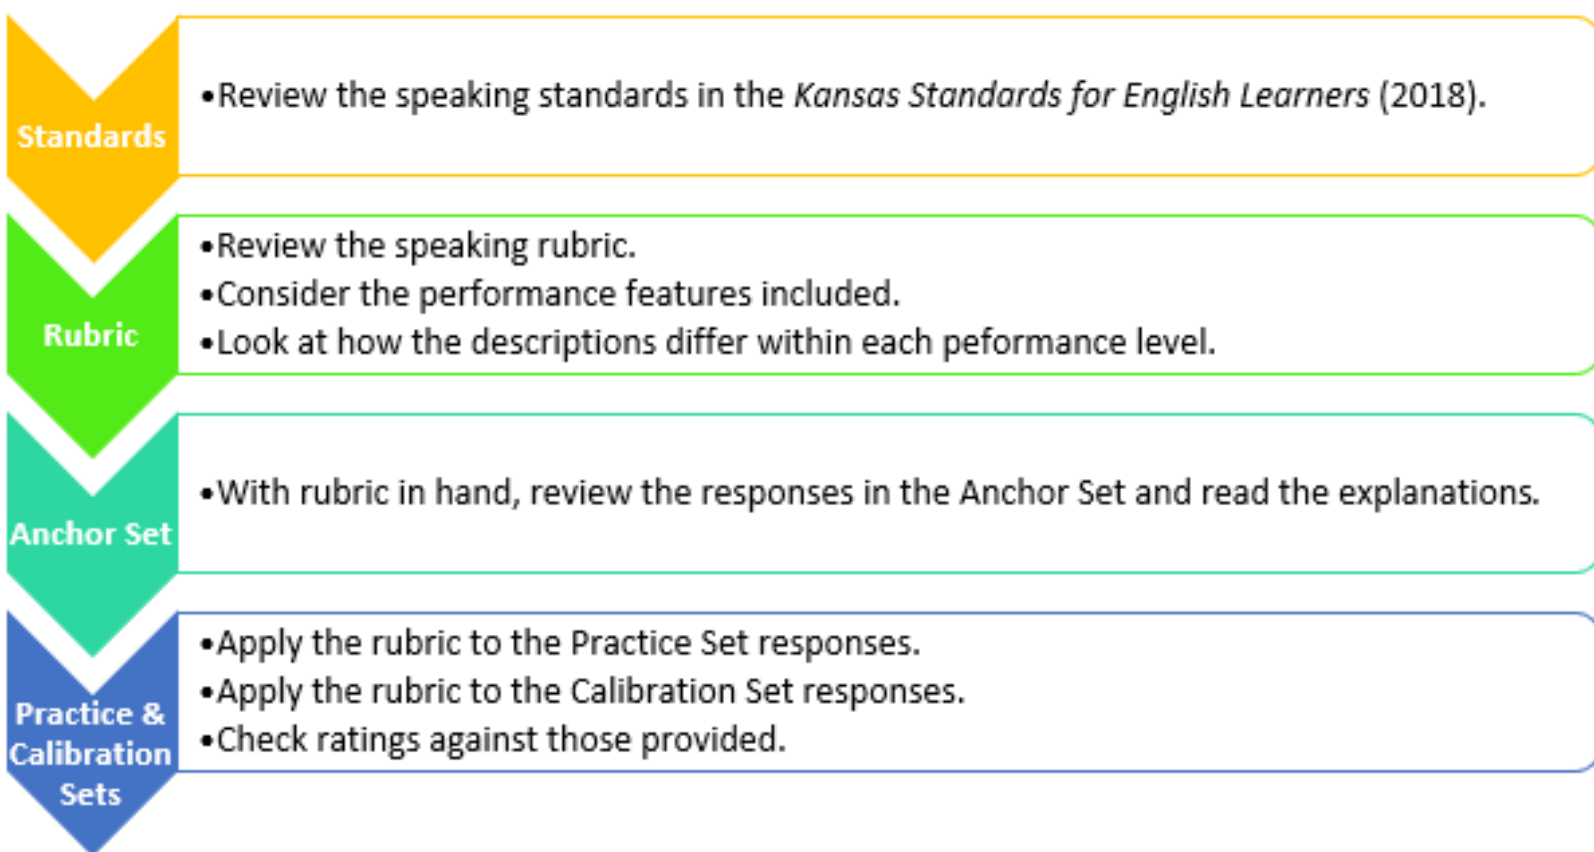 Standards
•Review the speaking standards in the Kansas Standards for English Learners (2018).
Rubric
•Review the speaking rubric.
•Consider the performance features included.
•Look at how the descriptions differ within each peformance level.
Anchor Set
•With rubric in hand, review the responses in the Anchor Set and read the explanations.
Practice &
Calibration
Sets
•Apply the rubric to the Practice Set responses.
•Apply the rubric to the Calibration Set responses.
•Check ratings against those provided.